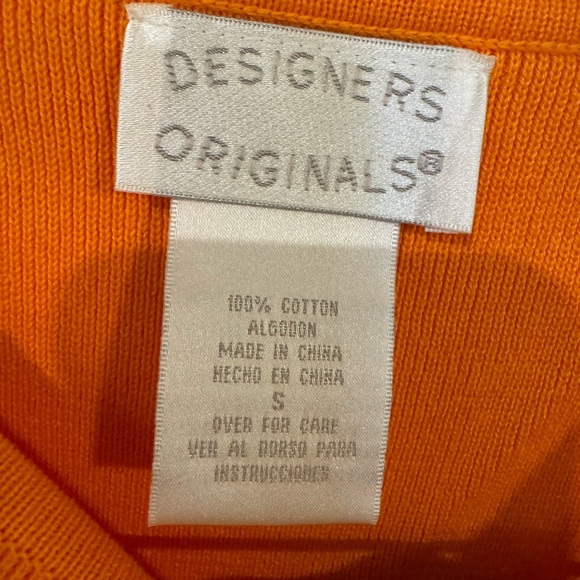 DESIGNERS
ORIGINALS®
100% COTTON
ALGODON
MADE IN CHINA
HECHO EN CHINA
S
OVER FOR CARE
VER AL DORSO PARA
INSTRUCCIONES